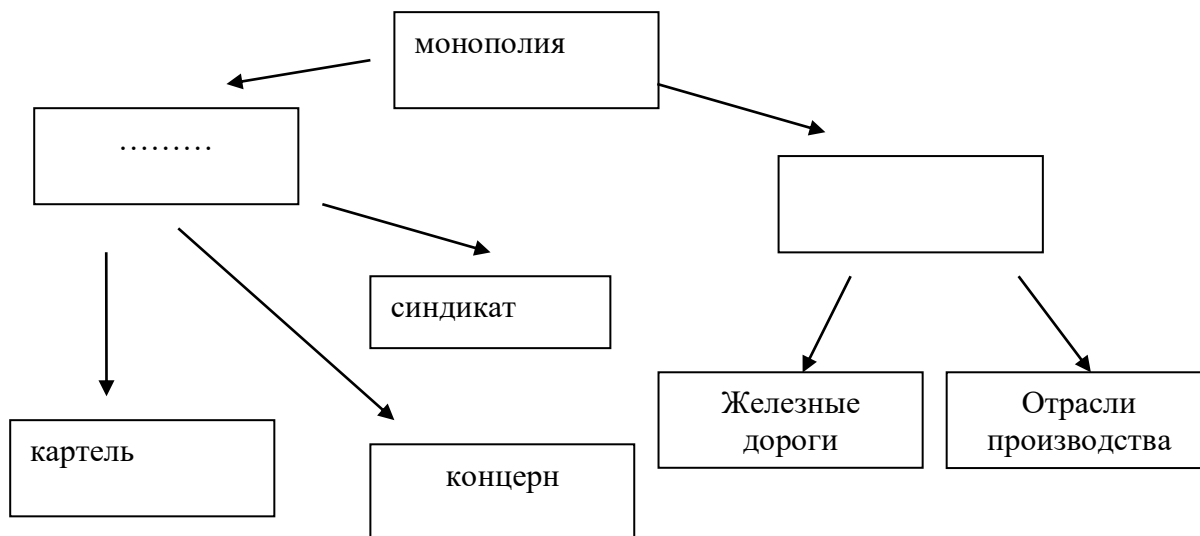 монополия
………
синдикат
Железные
дороги
Отрасли
производства
картель
концерн